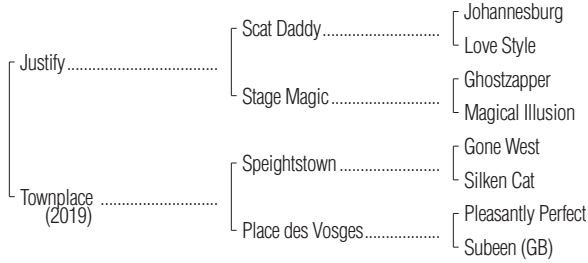 Johannesburg
Scat Daddy
Love Style
Justify
Ghostzapper
Stage Magic
Magical Illusion
Gone West
Speightstown
Silken Cat
Townplace
(2019)
Pleasantly Perfect
Place des Vosges
Subeen (GB)